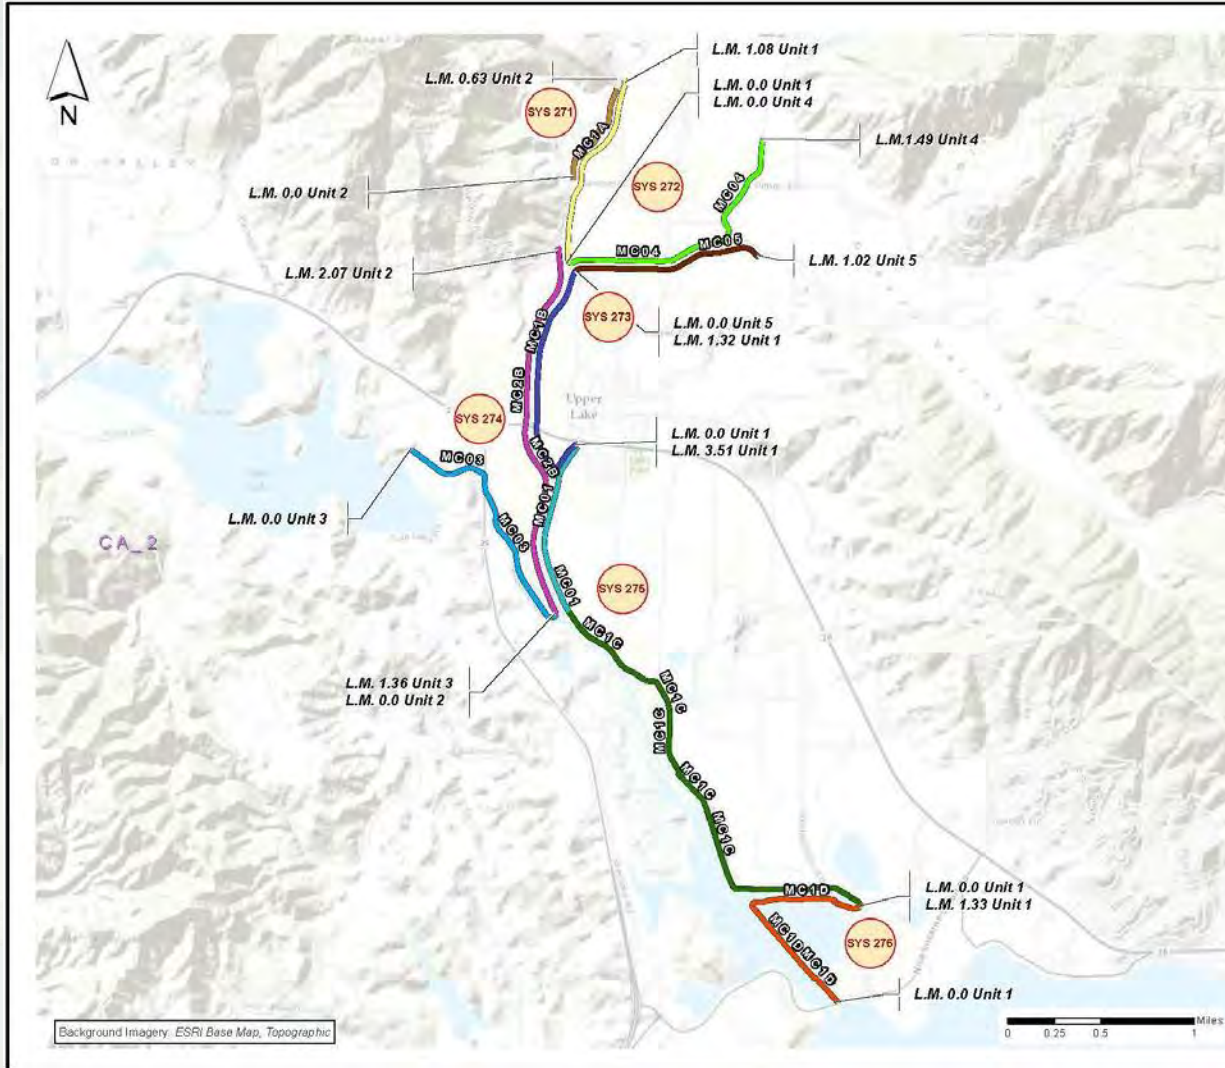 L.M. 1.08 Unit 1
L.M. 0.63 Unit 2
L.M. 0.0 Unit 1
L.M. 0.0 Unit 4
N
SYS 271
MC1A
L.M.1.49 Unit 4
SYS 272
L.M. 0.0 Unit 2
MC04
MC04
MC05
L.M. 1.02 Unit 5
L.M. 2.07 Unit 2
SYS 273
L.M. 0.0 Unit 5
L.M. 1.32 Unit 1
MC1B
MC2B
Upper
Lake
SYS 274
L.M. 0.0 Unit 1
L.M. 3.51 Unit 1
MC03
MC2B
MC01
L.M. 0.0 Unit 3
MC03
CA_2
SYS 275
MC01
MC1C
L.M. 1.36 Unit 3
L.M. 0.0 Unit 2
MC1C
MC1C
MC1C
MC1C
MC1D
L.M. 0.0 Unit 1
L.M. 1.33 Unit 1
MC1DMC1D
SYS 276
L.M. 0.0 Unit 1
Background Imagery: ESRI Base Map, Topographic
Miles
0 0.25 0.5 1